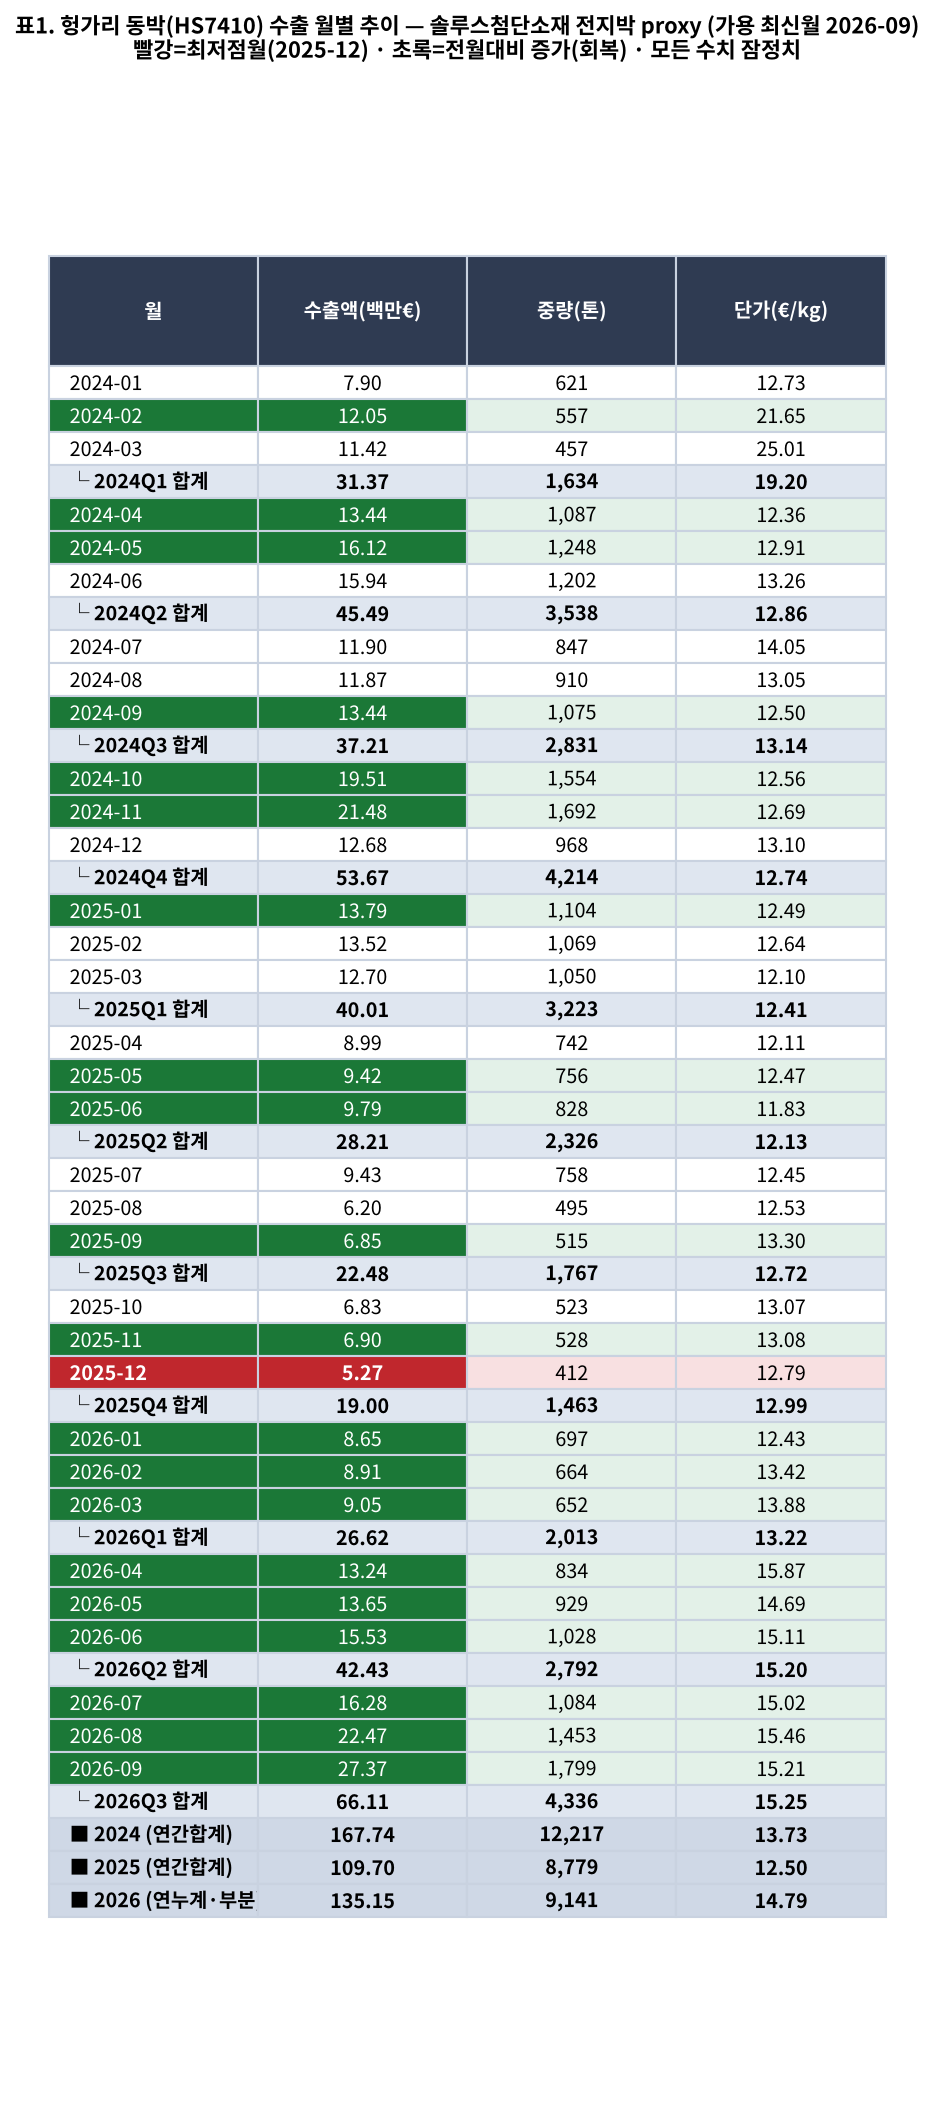 표1. 헝가리 동박(HS7410) 수출 월별 추이 — 솔루스첨단소재 전지박 proxy (가용 최신월 2026-09)
빨강=최저점월(2025-12) · 초록=전월대비 증가(회복) · 모든 수치 잠정치
월 수출액(백만€) 중량(톤) 단가(€/kg)
2024-01 7.90 621 12.73
2024-02 12.05 557 21.65
2024-03 11.42 457 25.01
└ 2024Q1 합계 31.37 1,634 19.20
2024-04 13.44 1,087 12.36
2024-05 16.12 1,248 12.91
2024-06 15.94 1,202 13.26
└ 2024Q2 합계 45.49 3,538 12.86
2024-07 11.90 847 14.05
2024-08 11.87 910 13.05
2024-09 13.44 1,075 12.50
└ 2024Q3 합계 37.21 2,831 13.14
2024-10 19.51 1,554 12.56
2024-11 21.48 1,692 12.69
2024-12 12.68 968 13.10
└ 2024Q4 합계 53.67 4,214 12.74
2025-01 13.79 1,104 12.49
2025-02 13.52 1,069 12.64
2025-03 12.70 1,050 12.10
└ 2025Q1 합계 40.01 3,223 12.41
2025-04 8.99 742 12.11
2025-05 9.42 756 12.47
2025-06 9.79 828 11.83
└ 2025Q2 합계 28.21 2,326 12.13
2025-07 9.43 758 12.45
2025-08 6.20 495 12.53
2025-09 6.85 515 13.30
└ 2025Q3 합계 22.48 1,767 12.72
2025-10 6.83 523 13.07
2025-11 6.90 528 13.08
2025-12 5.27 412 12.79
└ 2025Q4 합계 19.00 1,463 12.99
2026-01 8.65 697 12.43
2026-02 8.91 664 13.42
2026-03 9.05 652 13.88
└ 2026Q1 합계 26.62 2,013 13.22
2026-04 13.24 834 15.87
2026-05 13.65 929 14.69
2026-06 15.53 1,028 15.11
└ 2026Q2 합계 42.43 2,792 15.20
2026-07 16.28 1,084 15.02
2026-08 22.47 1,453 15.46
2026-09 27.37 1,799 15.21
└ 2026Q3 합계 66.11 4,336 15.25
■ 2024 (연간합계) 167.74 12,217 13.73
■ 2025 (연간합계) 109.70 8,779 12.50
■ 2026 (연누계·부분) 135.15 9,141 14.79